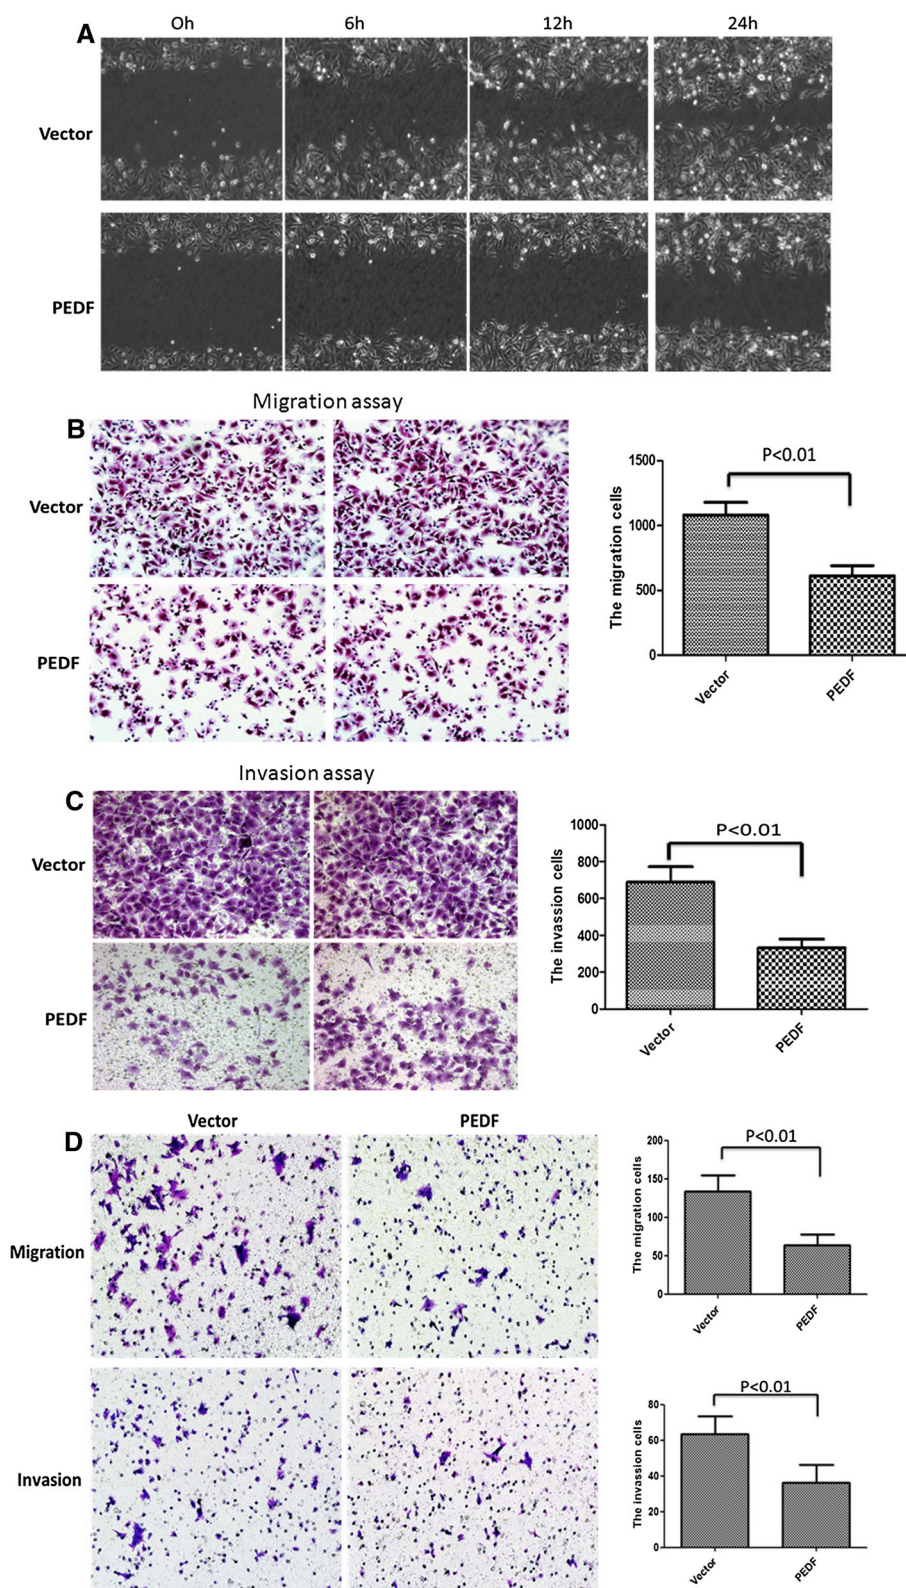 A
Oh
6h
12h
24h
Vector
PEDF
Migration assay
B
Vector
PEDF
1500
1000
500
0
The migration cells
P<0.01
Vector
PEDF
Invasion assay
C
Vector
PEDF
1000
800
600
400
200
0
The invassion cells
P<0.01
Vector
PEDF
D
Vector
PEDF
Migration
Invasion
200
150
100
50
0
The migration cells
P<0.01
Vector
PEDF
80
60
40
20
0
The invassion cells
P<0.01
Vector
PEDF